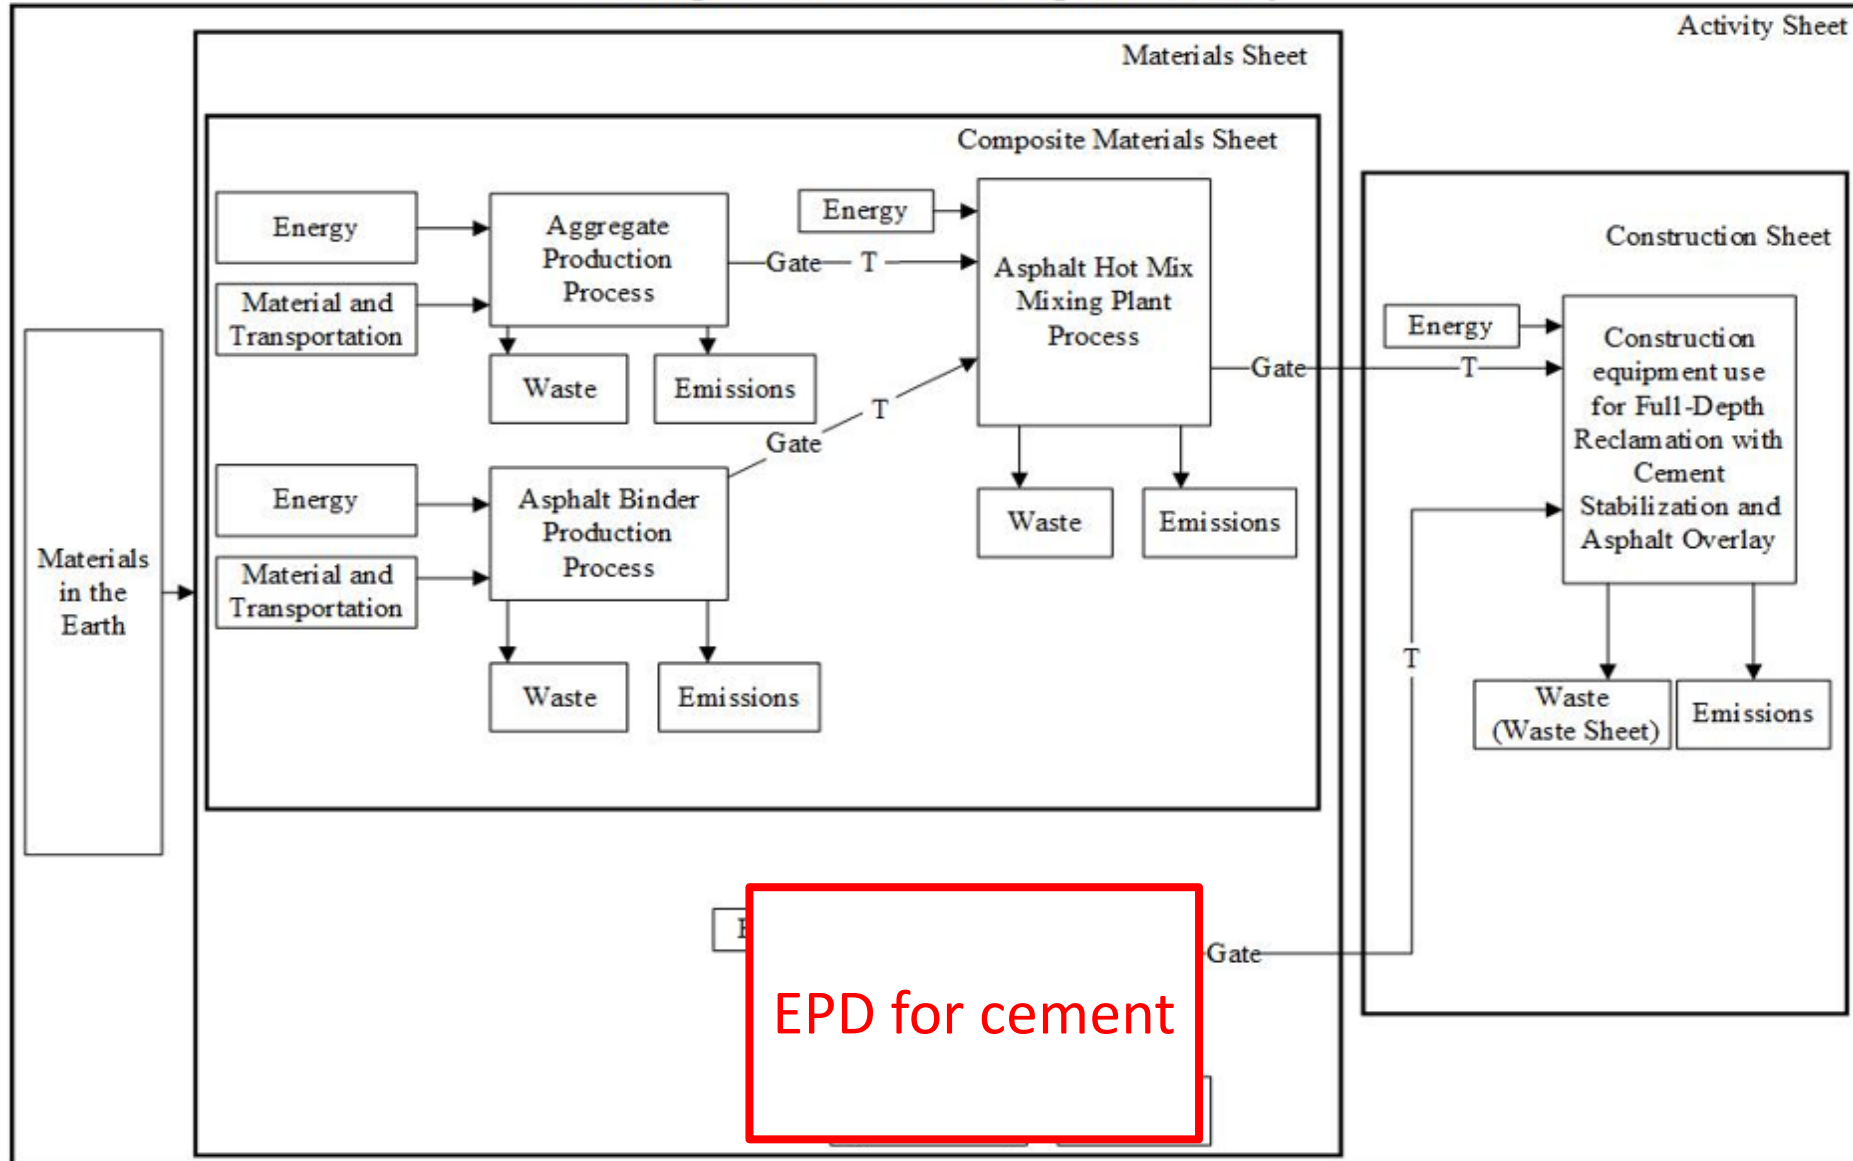 Activity Sheet
Materials Sheet
Composite Materials Sheet
Energy
Material and
Transportation
Aggregate
Production
Process
Waste
Emissions
Gate
T
Energy
Material and
Transportation
Asphalt Binder
Production
Process
Waste
Emissions
Gate
T
Energy
Asphalt Hot Mix
Mixing Plant
Process
Waste
Emissions
Gate
T
Materials
in the
Earth
Construction Sheet
Energy
Construction
equipment use
for Full-Depth
Reclamation with
Cement
Stabilization and
Asphalt Overlay
Waste
(Waste Sheet)
Emissions
T
Gate
EPD for cement